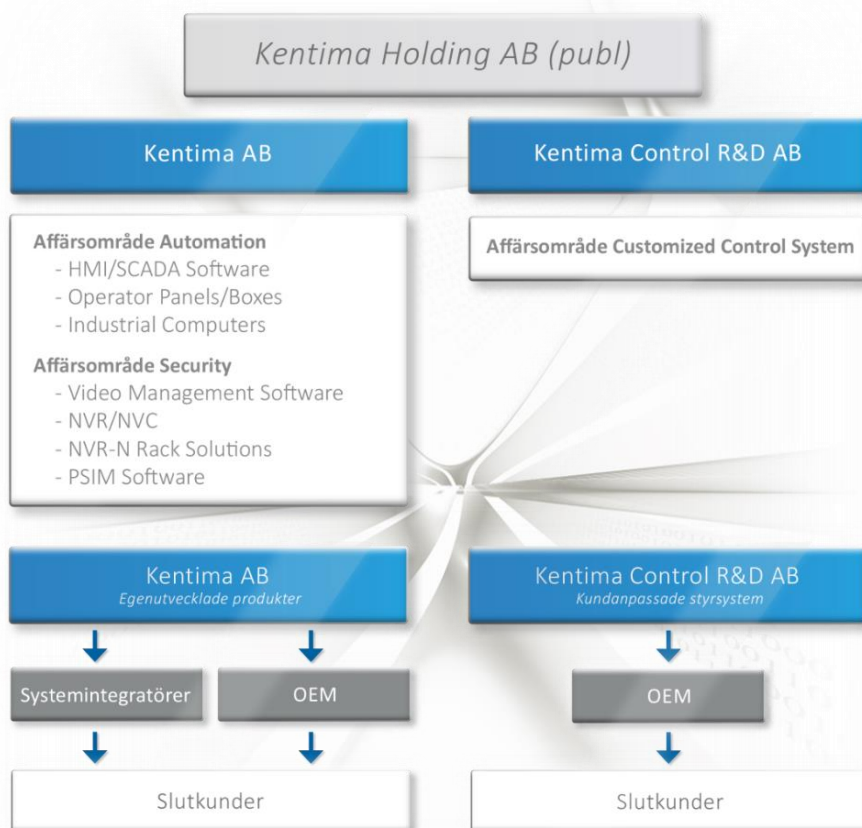 Kentima Holding AB (publ)
Kentima AB
Affärsområde Automation
- HMI/SCADA Software
- Operator Panels/Boxes
- Industrial Computers
Affärsområde Security
- Video Management Software
- NVR/NVC
- NVR-N Rack Solutions
- PSIM Software
Kentima Control R&D AB
Affärsområde Customized Control System
Kentima AB
Egenutvecklade produkter
Systemintegratörer
OEM
Slutkunder
Kentima Control R&D AB
Kundanpassade styrsystem
OEM
Slutkunder